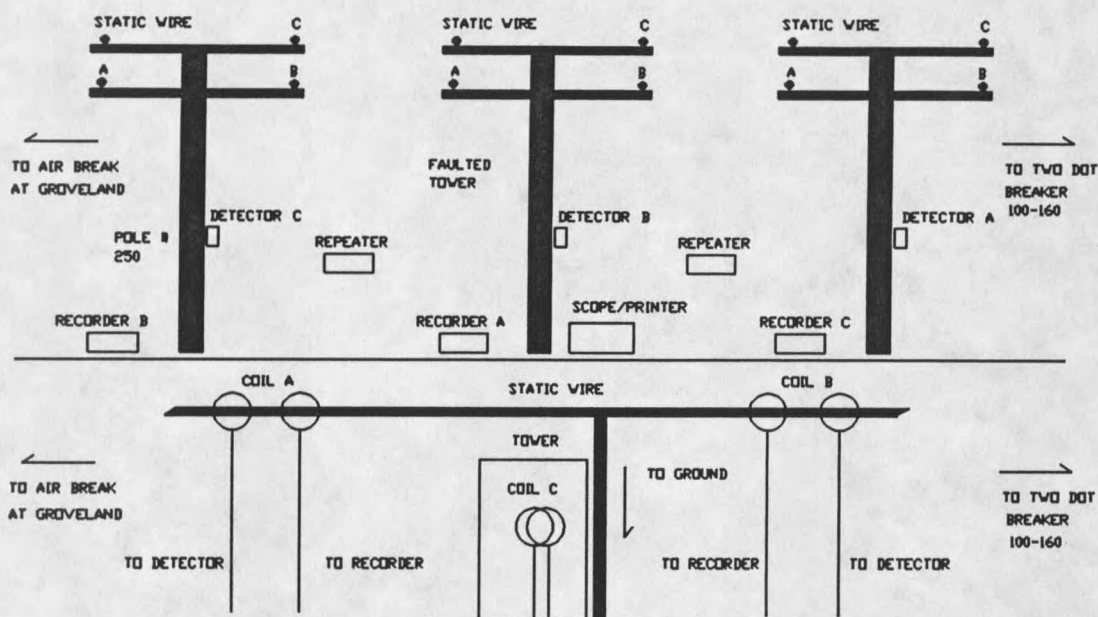 STATIC WIRE C
A B
STATIC WIRE C
A B
STATIC WIRE C
A B
TO AIR BREAK
AT GROVELAND
FAULTED
TOWER
TO TWO DOT
BREAKER
100-160
POLE #
250
DETECTOR C
REPEATER
DETECTOR B
REPEATER
DETECTOR A
RECORDER B
RECORDER A
SCOPE/PRINTER
RECORDER C
COIL A
STATIC WIRE
COIL B
TO AIR BREAK
AT GROVELAND
TOWER
COIL C
TO GROUND
TO TWO DOT
BREAKER
100-160
TO DETECTOR
TO RECORDER
TO RECORDER
TO DETECTOR